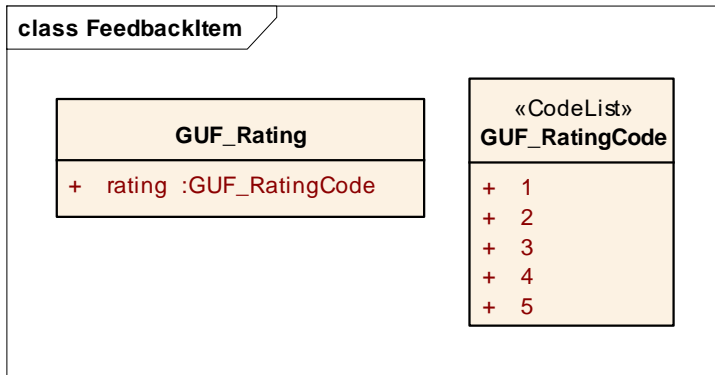 class FeedbackItem
GUF_Rating
+ rating :GUF_RatingCode
«CodeList»
GUF_RatingCode
+ 1
+ 2
+ 3
+ 4
+ 5